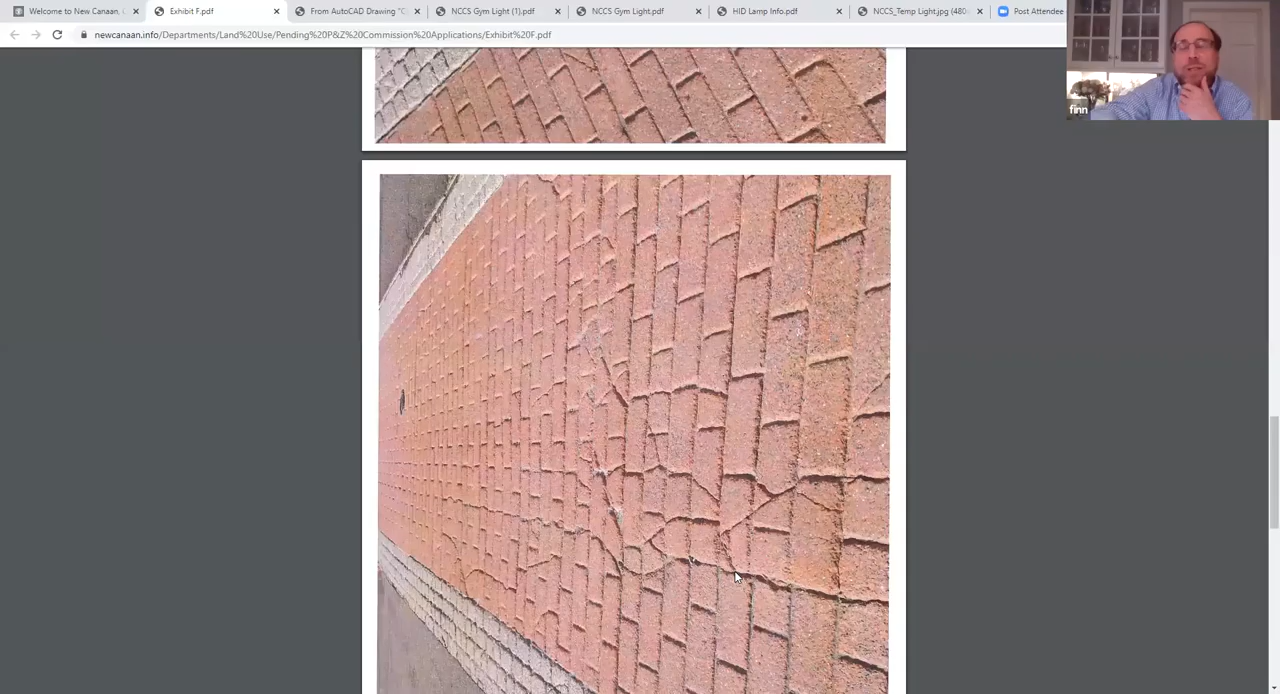 Welcome to New Canaan, C
Exhibit F.pdf
From AutoCAD Drawing "C
NCCS Gym Light (1).pdf
NCCS Gym Light.pdf
HID Lamp Info.pdf
NCCS_Temp Light.jpg (480×
Post Attendee
newcanaan.info/Departments/Land%20Use/Pending%20P&Z%20Commission%20Applications/Exhibit%20F.pdf
finn